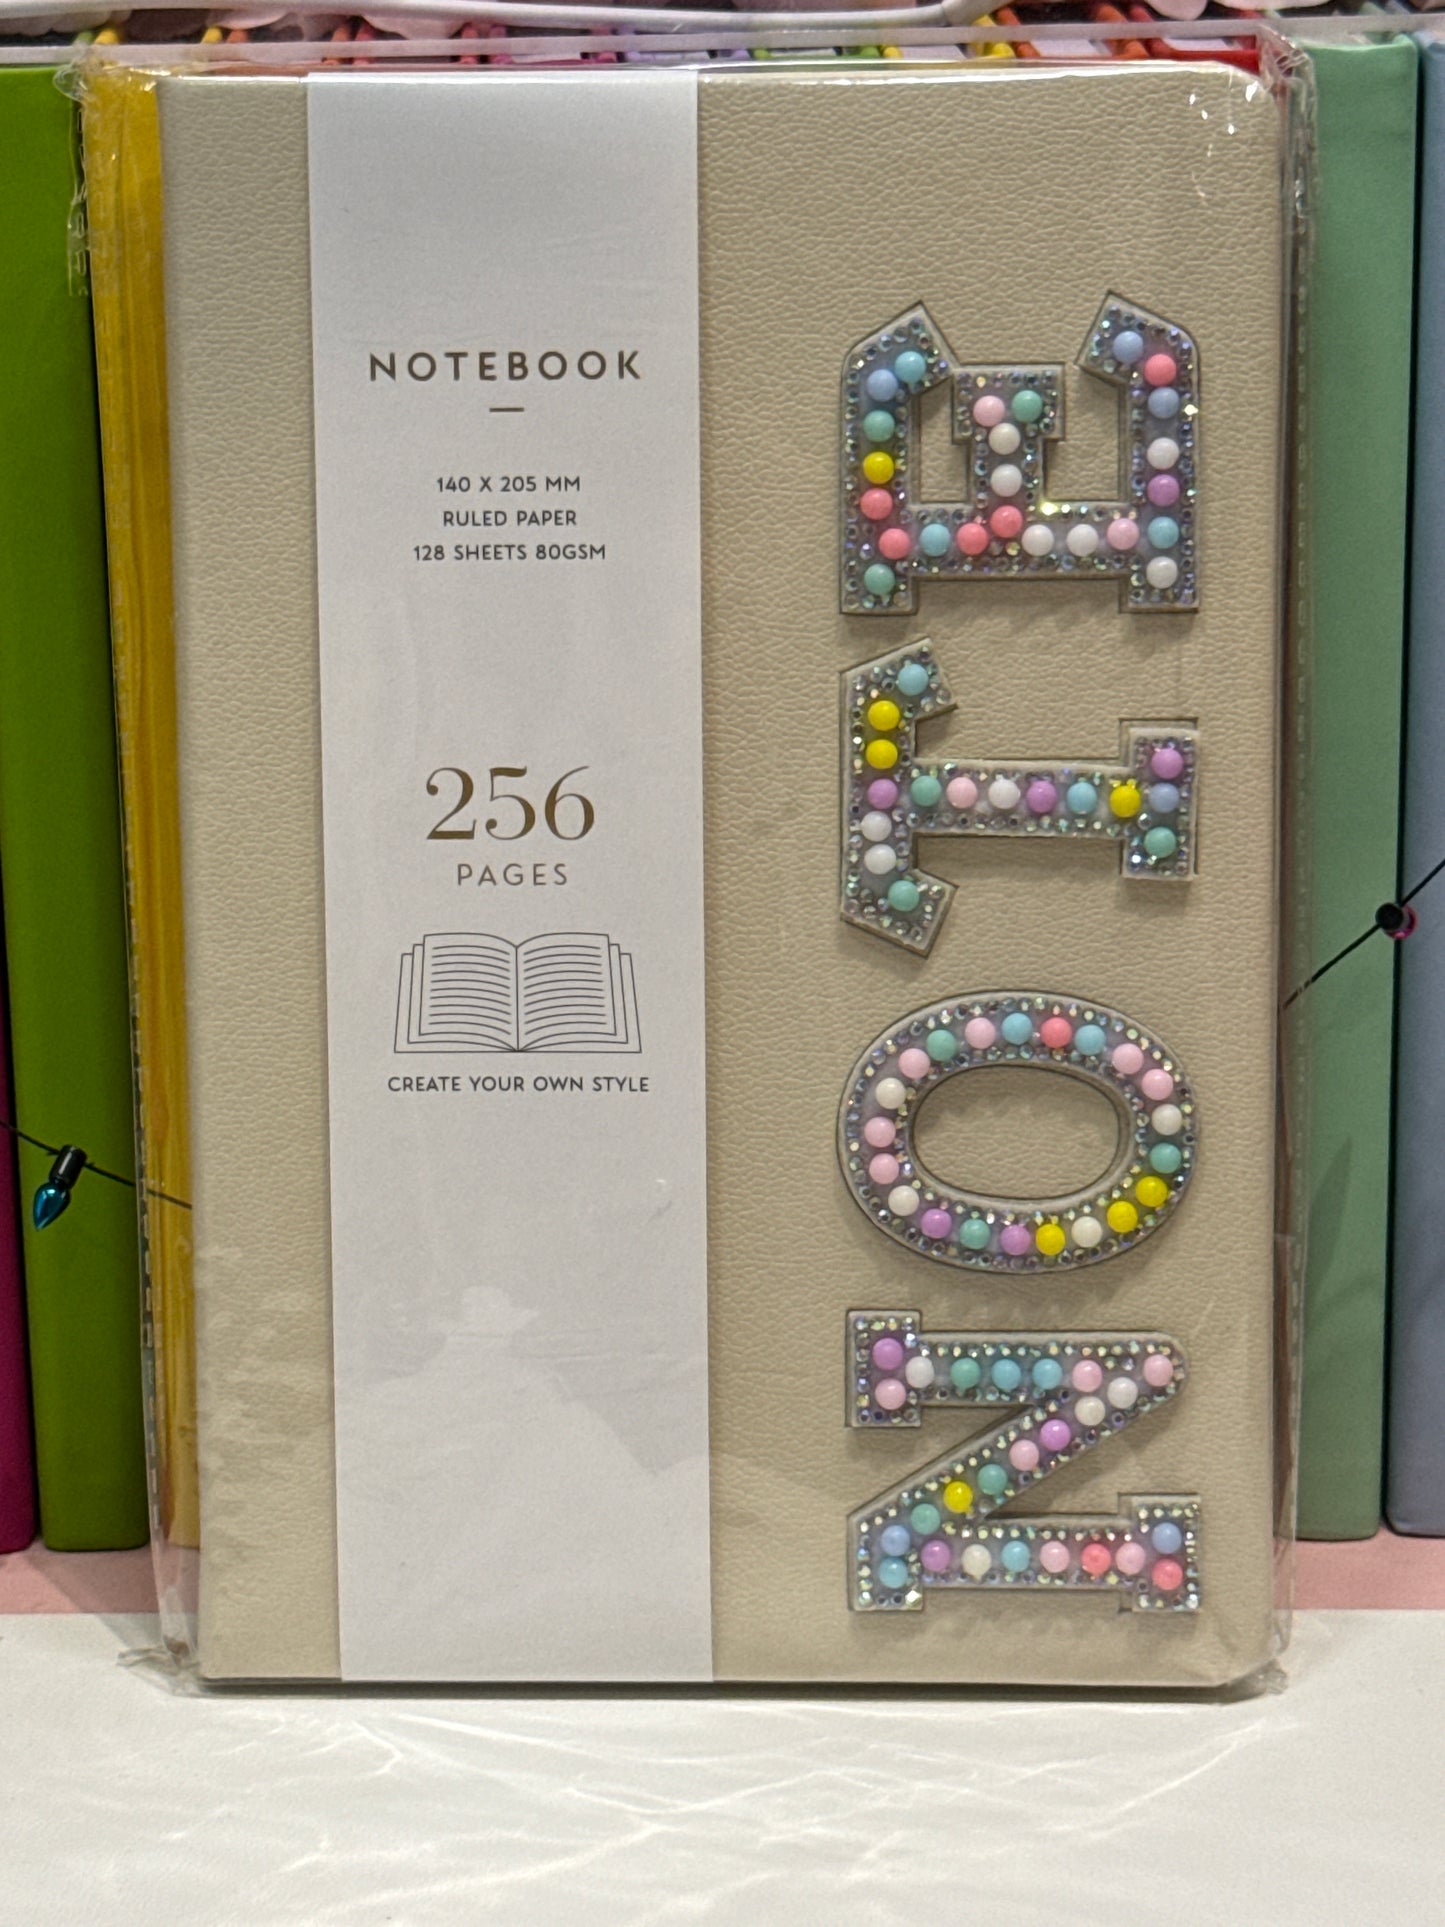 NOTEBOOK
140 X 205 MM
RULED PAPER
128 SHEETS 80GSM
256
PAGES
CREATE YOUR OWN STYLE
NOTE